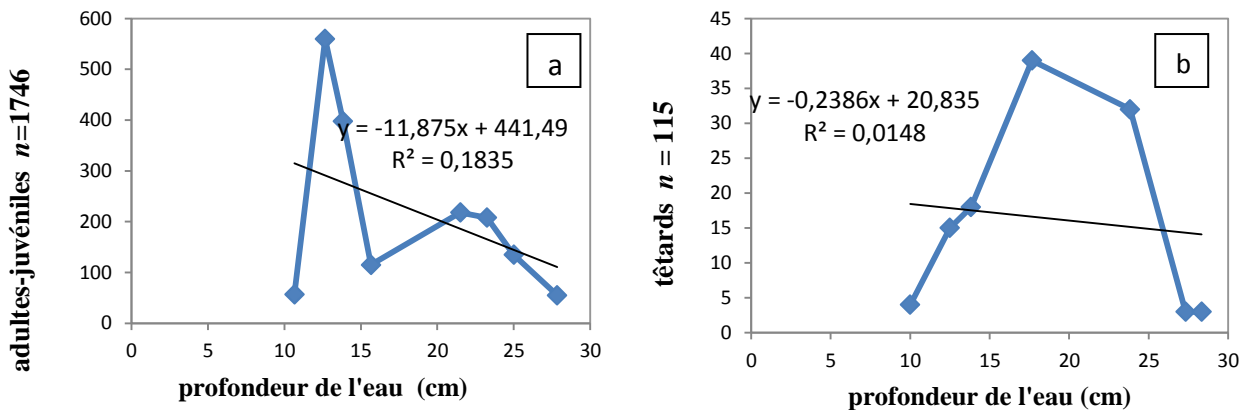 adultes-juvéniles n=1746
600
500
400
300
200
100
0
a
y = -11,875x + 441,49
R² = 0,1835
0 5 10 15 20 25 30
profondeur de l'eau (cm)
têtards n = 115
45
40
35
30
25
20
15
10
5
0
b
y = -0,2386x + 20,835
R² = 0,0148
0 5 10 15 20 25 30
profondeur de l'eau (cm)